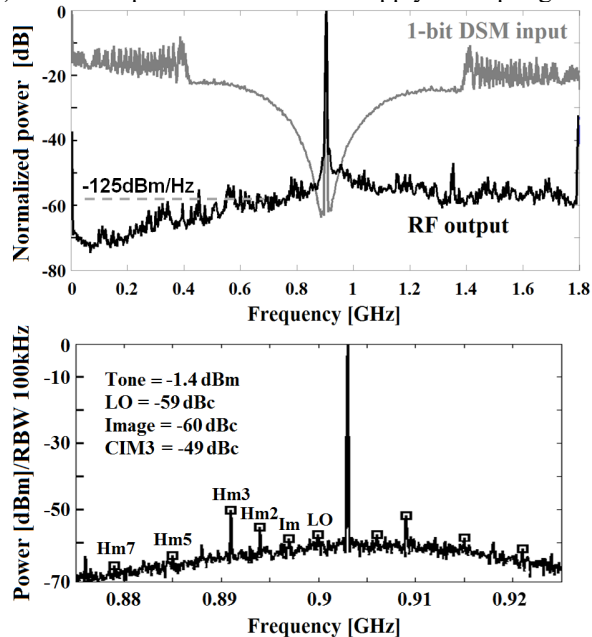 0
1-bit DSM input
-20
-40
-125dBm/Hz
-60
RF output
-80
0 0.2 0.4 0.6 0.8 1 1.2 1.4 1.6 1.8
Frequency [GHz]
Normalized power [dB]
0
Tone = -1.4 dBm
LO = -59 dBc
-15
Image = -60 dBc
CIM3 = -49 dBc
-30
Hm3
-50
Hm2
Im LO
Hm7 Hm5
-70
0.88 0.89 0.9 0.91 0.92
Frequency [GHz]
Power [dBm]/RBW 100kHz